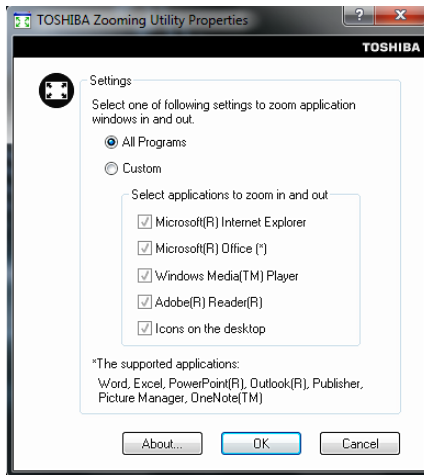 TOSHIBA Zooming Utility Properties
TOSHIBA
Settings
Select one of following settings to zoom application
windows in and out.
All Programs
Custom
Select applications to zoom in and out
Microsoft(R) Internet Explorer
Microsoft(R) Office (*)
Windows Media(TM) Player
Adobe(R) Reader(R)
Icons on the desktop
*The supported applications:
Word, Excel, PowerPoint(R), Outlook(R), Publisher,
Picture Manager, OneNote(TM)
About... OK Cancel